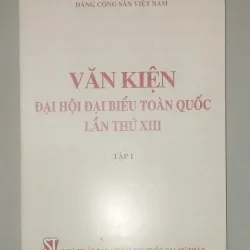 ĐẢNG CỘNG SẢN VIỆT NAM
VĂN KIỆN
ĐẠI HỘI ĐẠI BIỂU TOÀN QUỐC
LẦN THỨ XIII
TẬP I